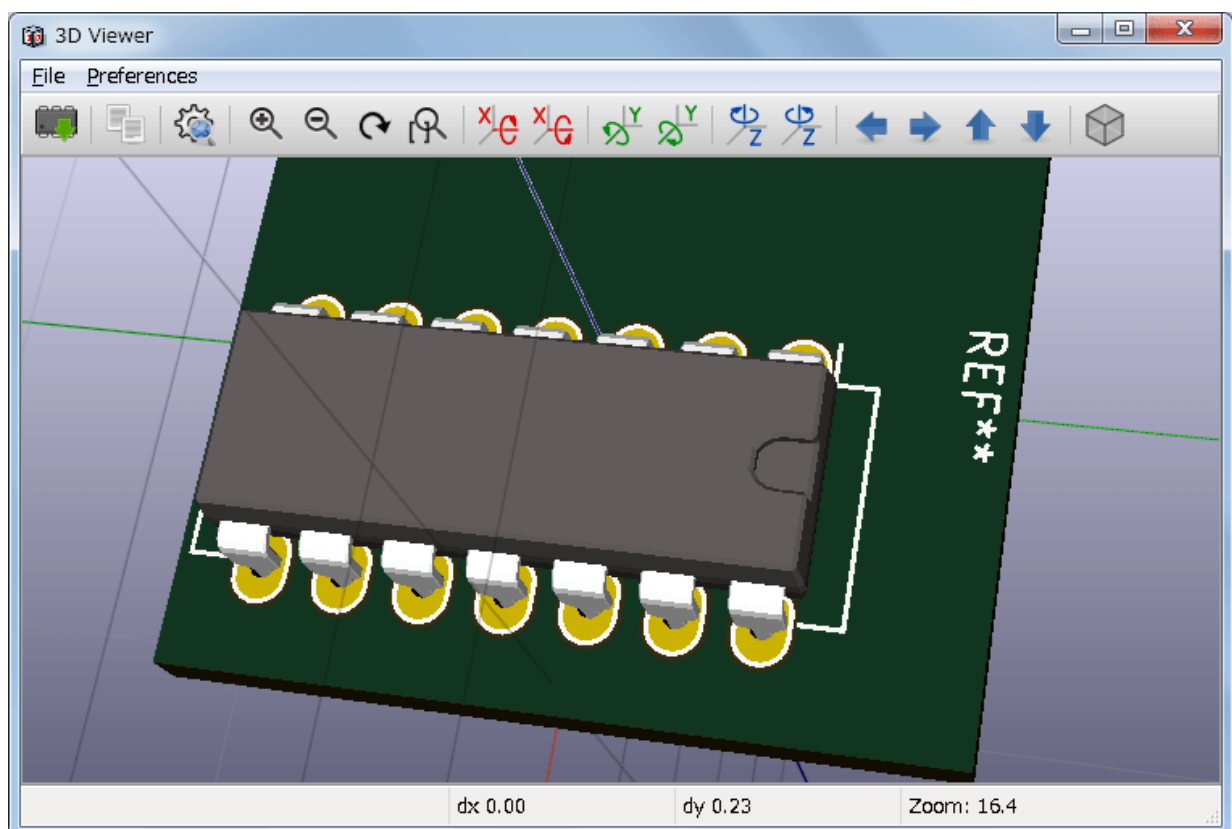 3D Viewer
File Preferences
X X Y Y Z Z
REF**
dx 0.00 dy 0.23 Zoom: 16.4